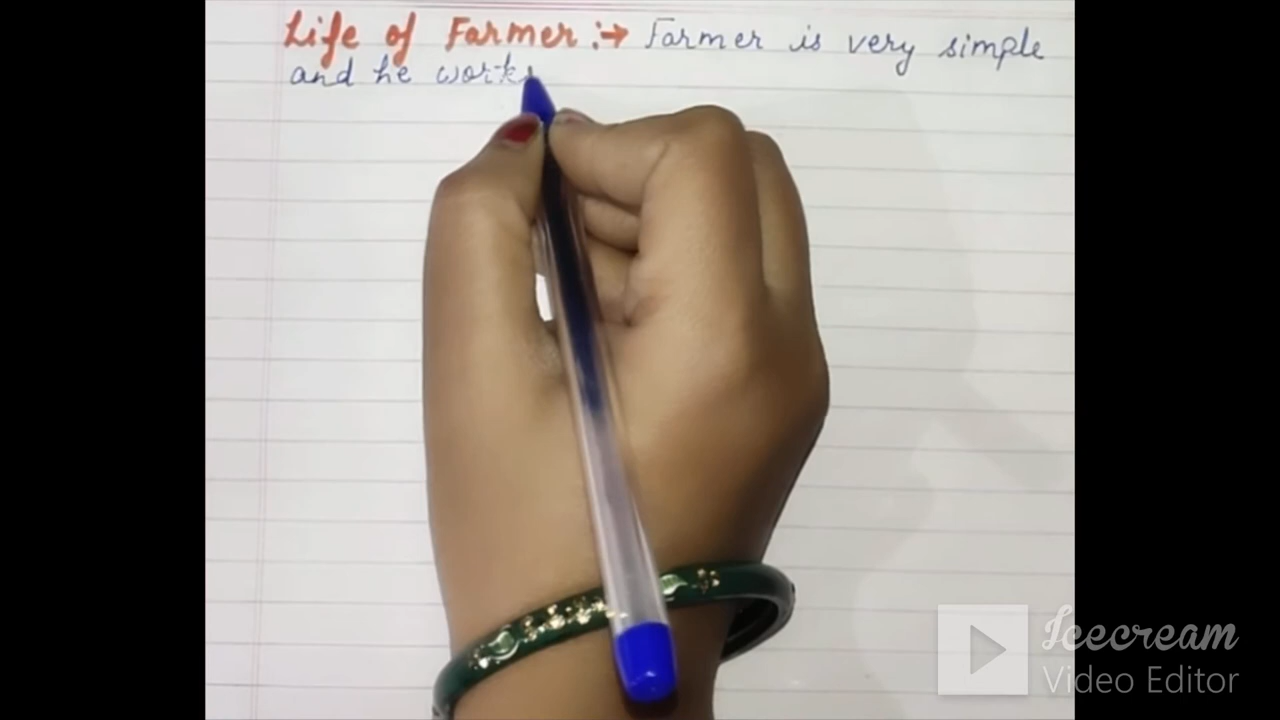 Life of Farmer :→ Farmer is very simple
and he works
Icecream
Video Editor